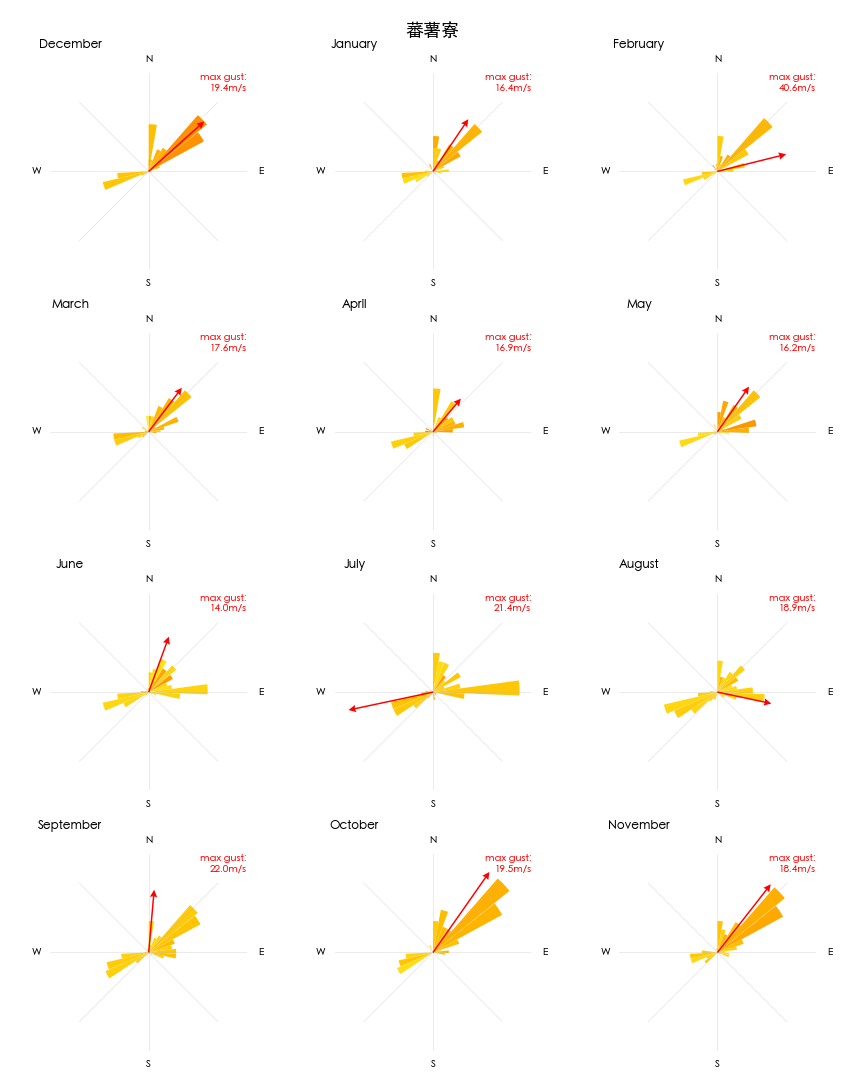 蕃薯寮
December
January
February
N
N
N
max gust:
19.4m/s
max gust:
16.4m/s
max gust:
40.6m/s
W
E
W
E
W
E
S
S
S
March
April
May
N
N
N
max gust:
17.6m/s
max gust:
16.9m/s
max gust:
16.2m/s
W
E
W
E
W
E
S
S
S
June
July
August
N
N
N
max gust:
14.0m/s
max gust:
21.4m/s
max gust:
18.9m/s
W
E
W
E
W
E
S
S
S
September
October
November
N
N
N
max gust:
22.0m/s
max gust:
19.5m/s
max gust:
18.4m/s
W
E
W
E
W
E
S
S
S